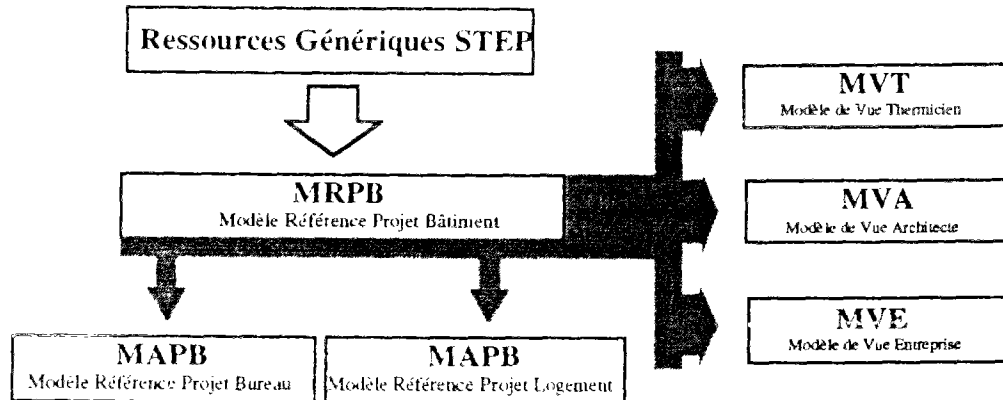 Ressources Génériques STEP
MVT
Modèle de Vue Thermicien
MRPB
Modèle Référence Projet Bâtiment
MVA
Modèle de Vue Architecte
MVE
Modèle de Vue Entreprise
MAPB
Modèle Référence Projet Bureau
MAPB
Modèle Référence Projet Logement